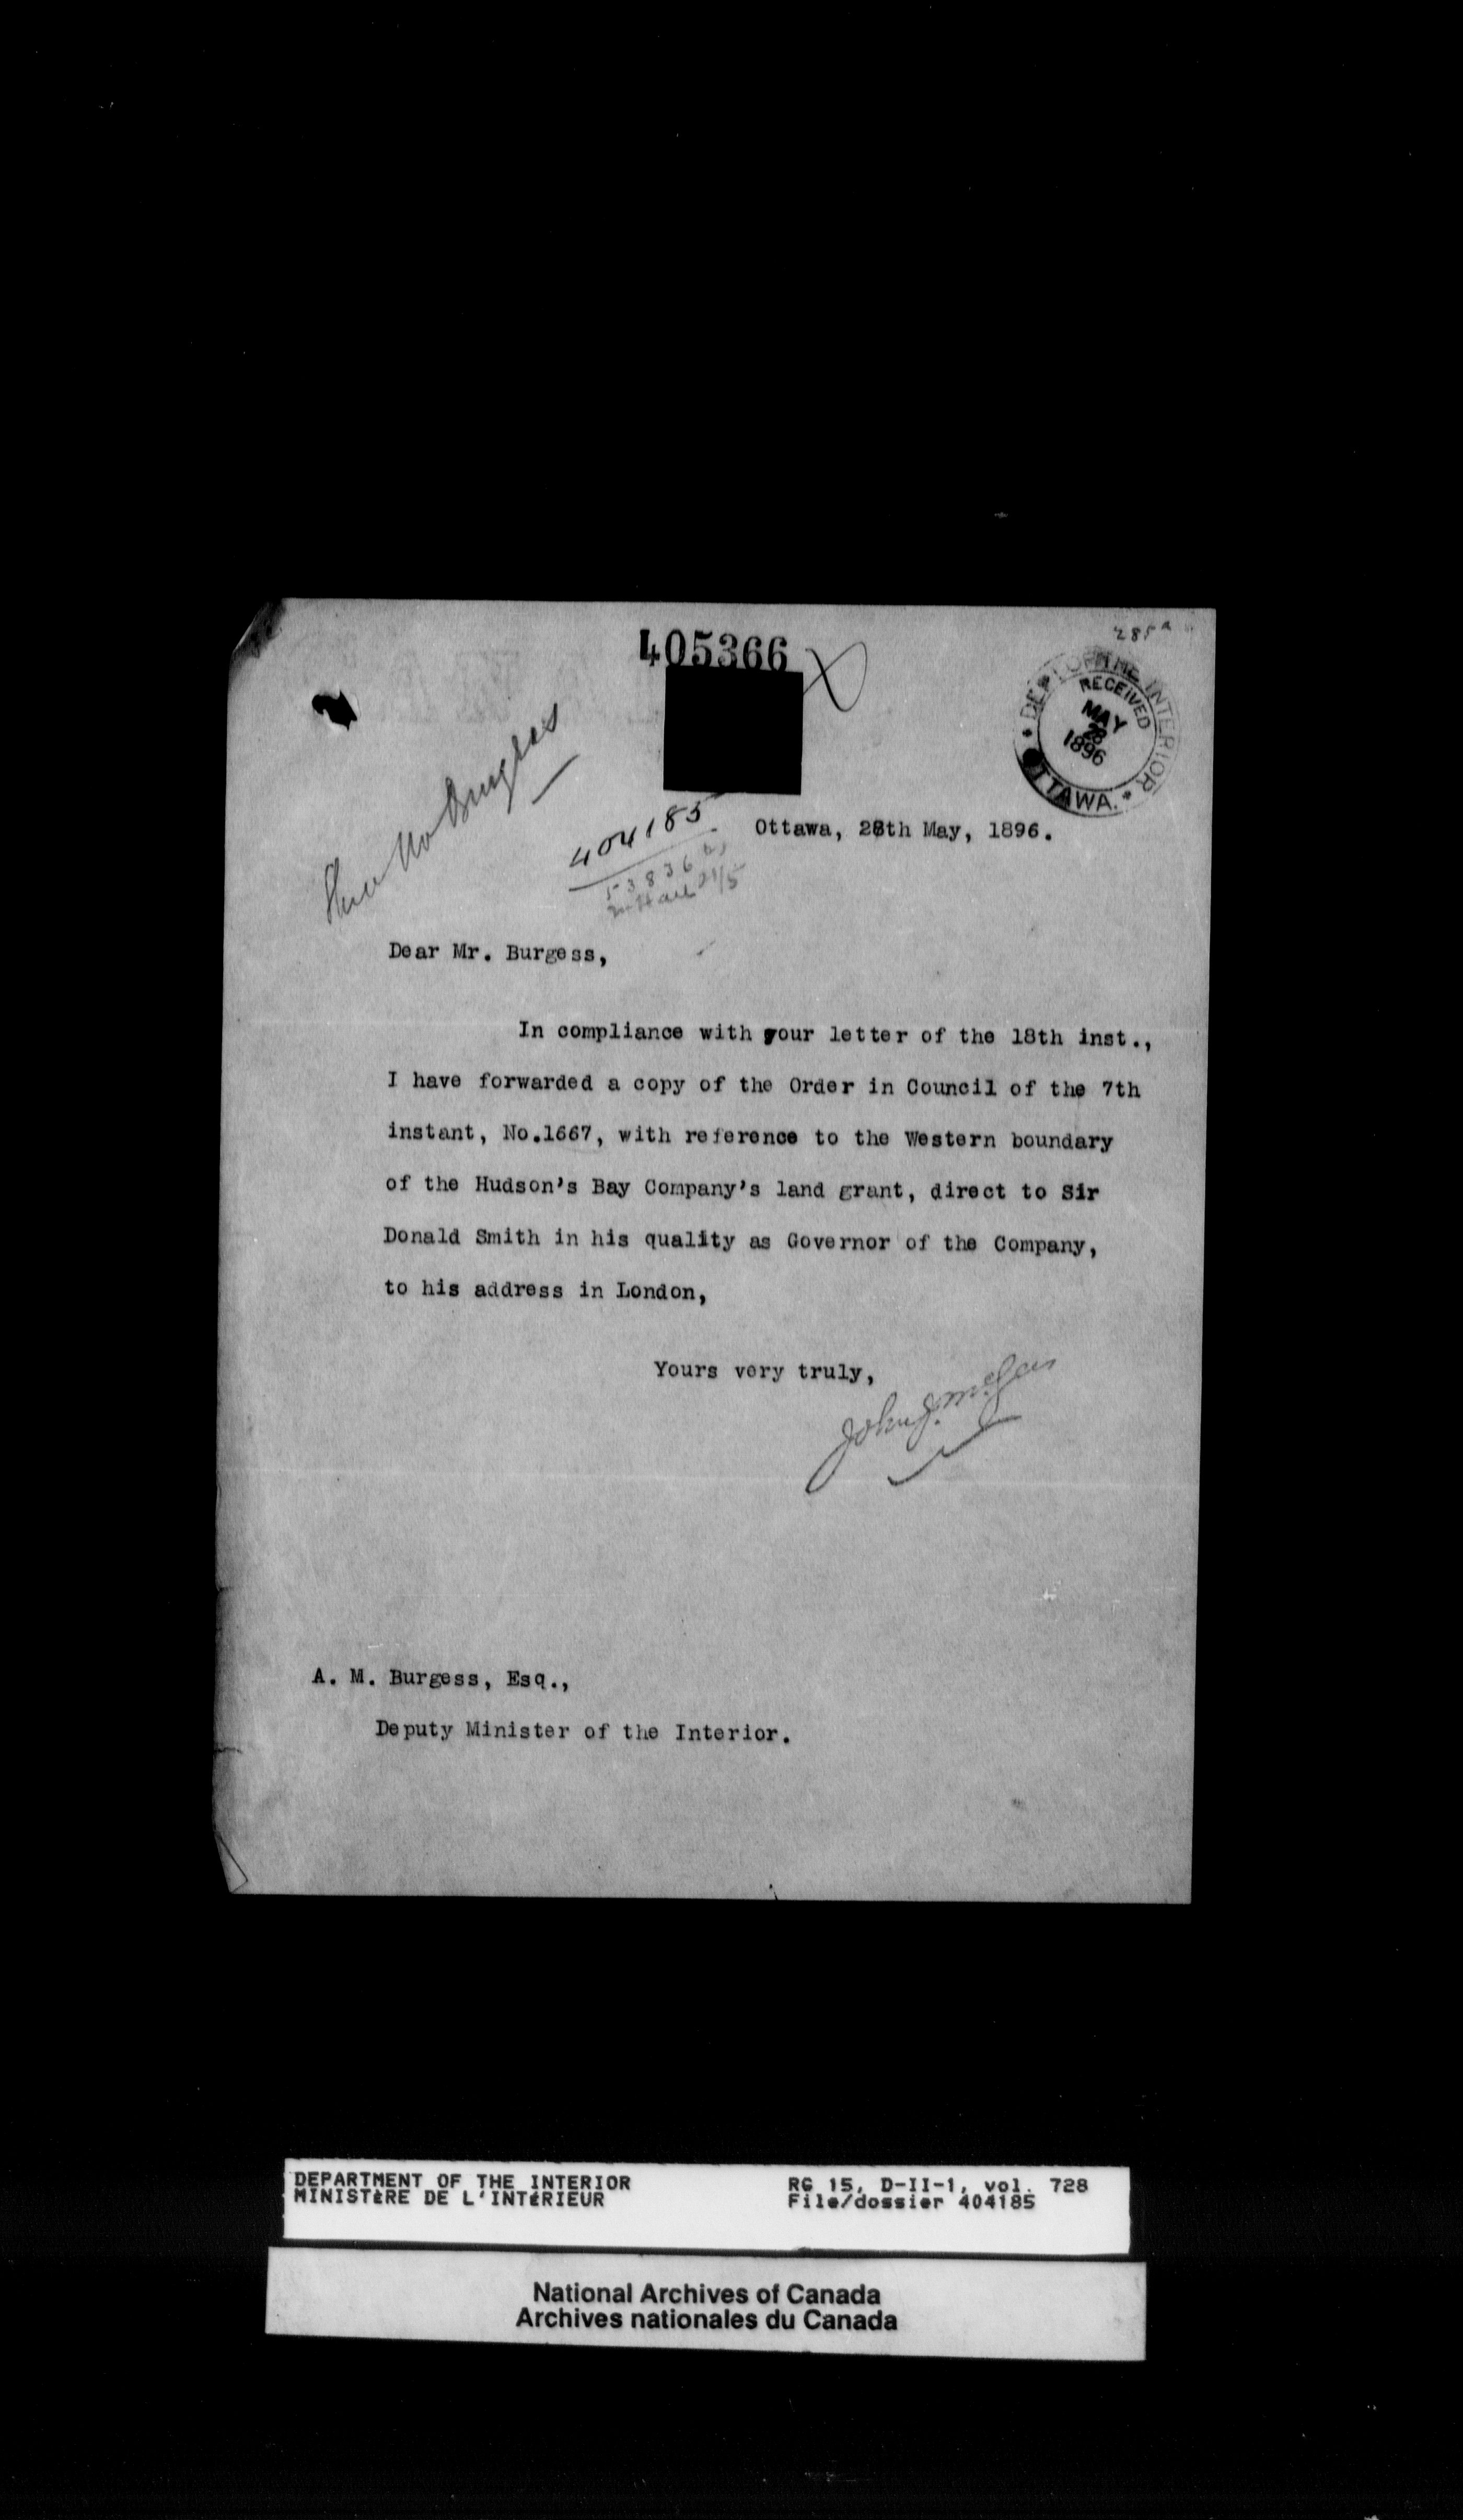 405366
285a
DEPT OF THE INTERIOR
RECEIVED
MAY
28
1896
OTTAWA.
Burgess
404185
53836
Ottawa, 28th May, 1896.
Dear Mr. Burgess,
In compliance with your letter of the 18th inst.,
I have forwarded a copy of the Order in Council of the 7th
instant, No.1667, with reference to the Western boundary
of the Hudson's Bay Company's land grant, direct to Sir
Donald Smith in his quality as Governor of the Company,
to his address in London,
Yours very truly,
John J. McGee
A. M. Burgess, Esq.,
Deputy Minister of the Interior.
DEPARTMENT OF THE INTERIOR
MINISTÈRE DE L'INTÉRIEUR
RG 15, D-II-1, vol. 728
File/dossier 404185
National Archives of Canada
Archives nationales du Canada